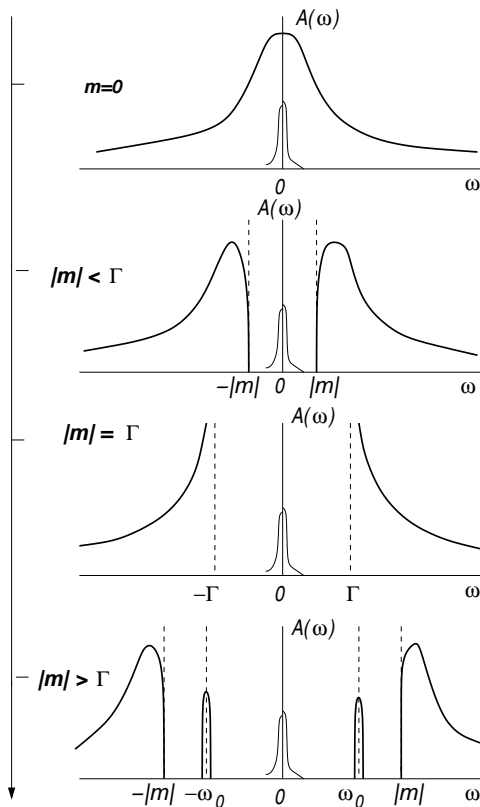 A(ω)
m=0
0 ω
A(ω)
|m| < Γ
−|m| 0 |m| ω
A(ω)
|m| = Γ
−Γ 0 Γ ω
A(ω)
|m| > Γ
−|m| −ω₀ 0 ω₀ |m| ω